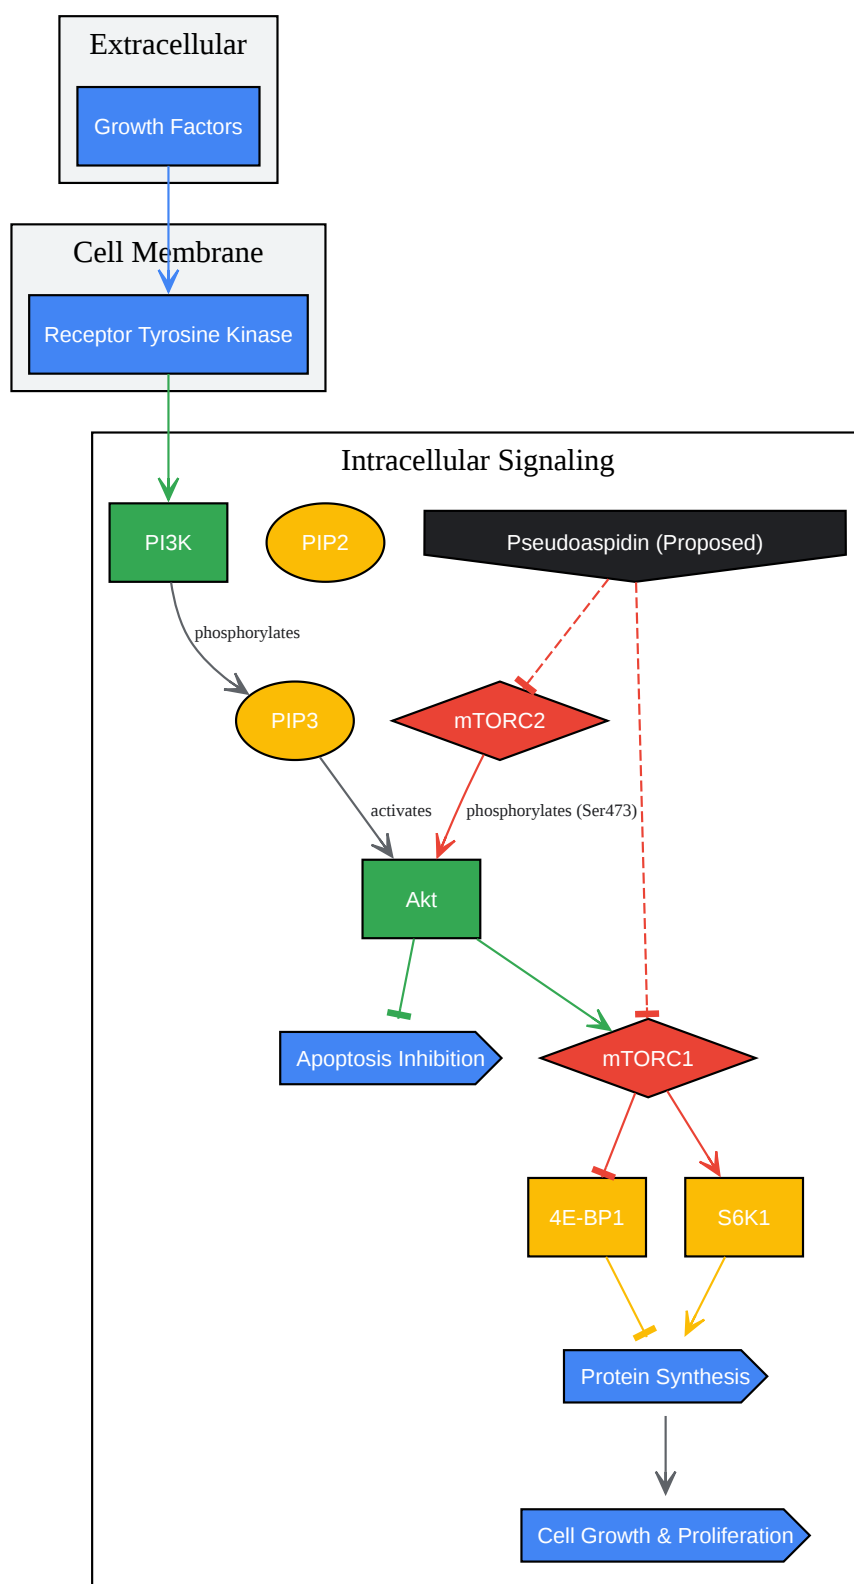 Extracellular
Growth Factors
Cell Membrane
Receptor Tyrosine Kinase
Intracellular Signaling
PI3K
PIP2
Pseudoaspidin (Proposed)
phosphorylates
PIP3
mTORC2
activates
phosphorylates (Ser473)
Akt
Apoptosis Inhibition
mTORC1
4E-BP1
S6K1
Protein Synthesis
Cell Growth & Proliferation